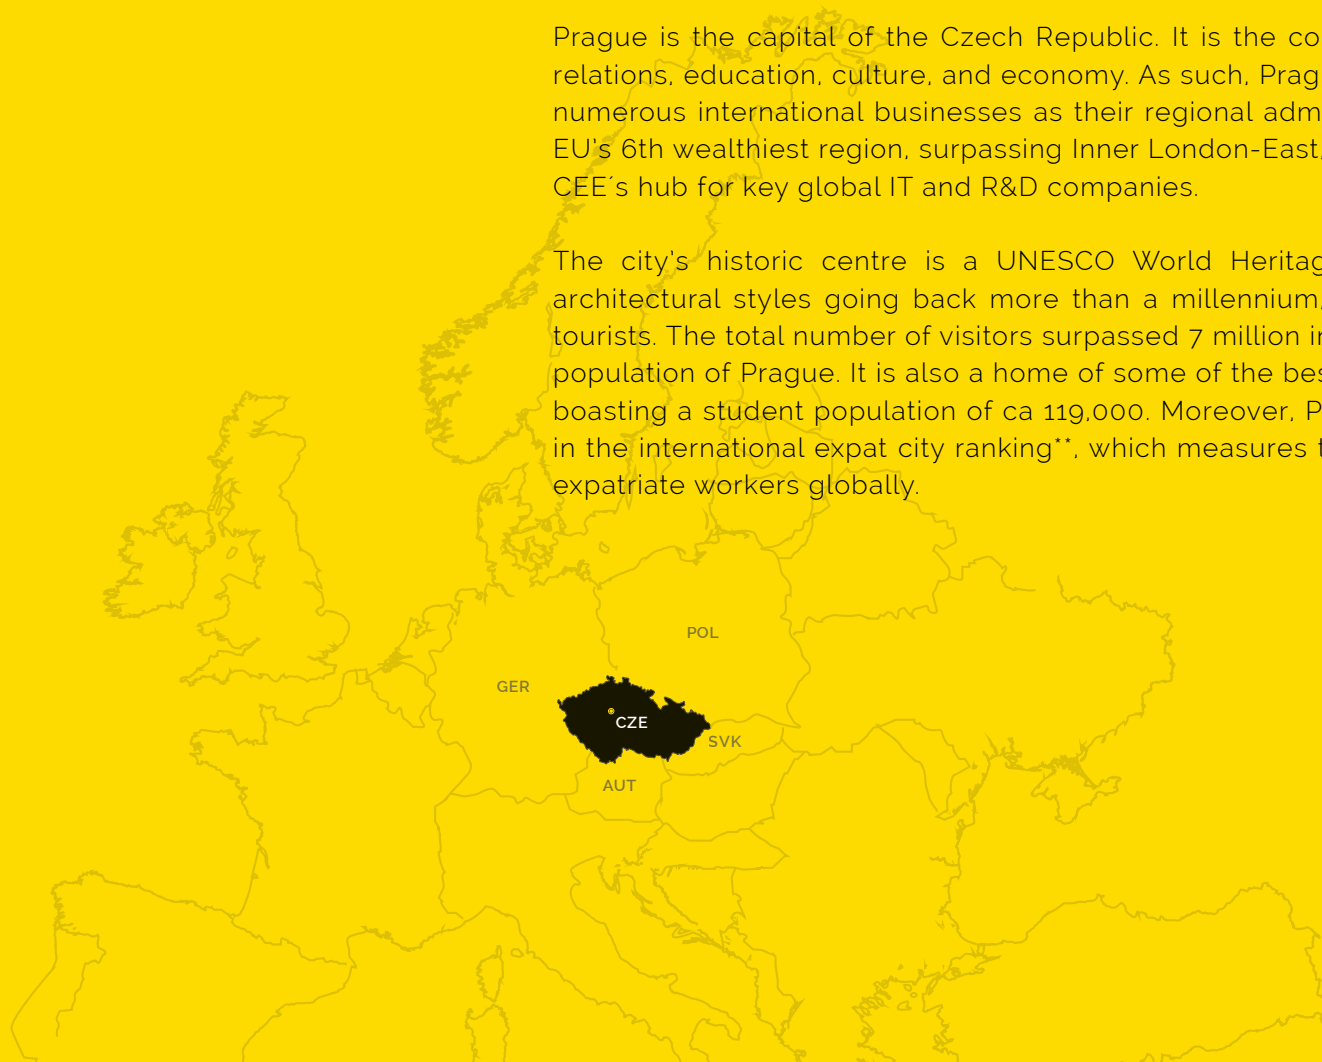 Prague is the capital of the Czech Republic. It is the co
relations, education, culture, and economy. As such, Prag
numerous international businesses as their regional adm
EU's 6th wealthiest region, surpassing Inner London-East,
CEE´s hub for key global IT and R&D companies.
The city's historic centre is a UNESCO World Heritag
architectural styles going back more than a millennium,
tourists. The total number of visitors surpassed 7 million in
population of Prague. It is also a home of some of the bes
boasting a student population of ca 119,000. Moreover, P
in the international expat city ranking**, which measures t
expatriate workers globally.
POL
GER
CZE
SVK
AUT